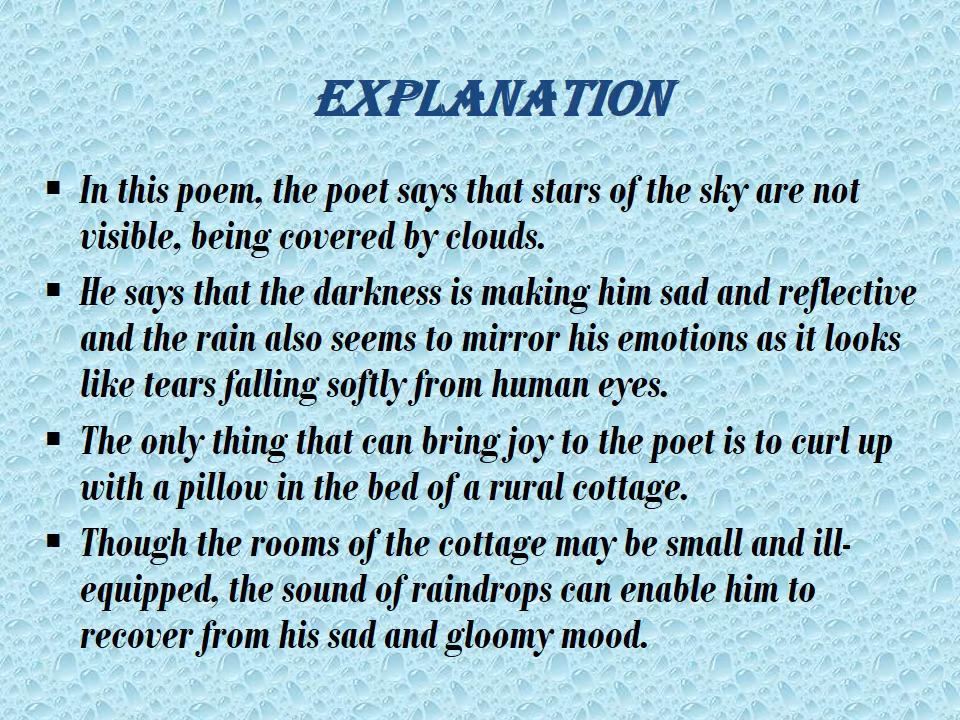 EXPLANATION
▪ In this poem, the poet says that stars of the sky are not
visible, being covered by clouds.
▪ He says that the darkness is making him sad and reflective
and the rain also seems to mirror his emotions as it looks
like tears falling softly from human eyes.
▪ The only thing that can bring joy to the poet is to curl up
with a pillow in the bed of a rural cottage.
▪ Though the rooms of the cottage may be small and ill-
equipped, the sound of raindrops can enable him to
recover from his sad and gloomy mood.